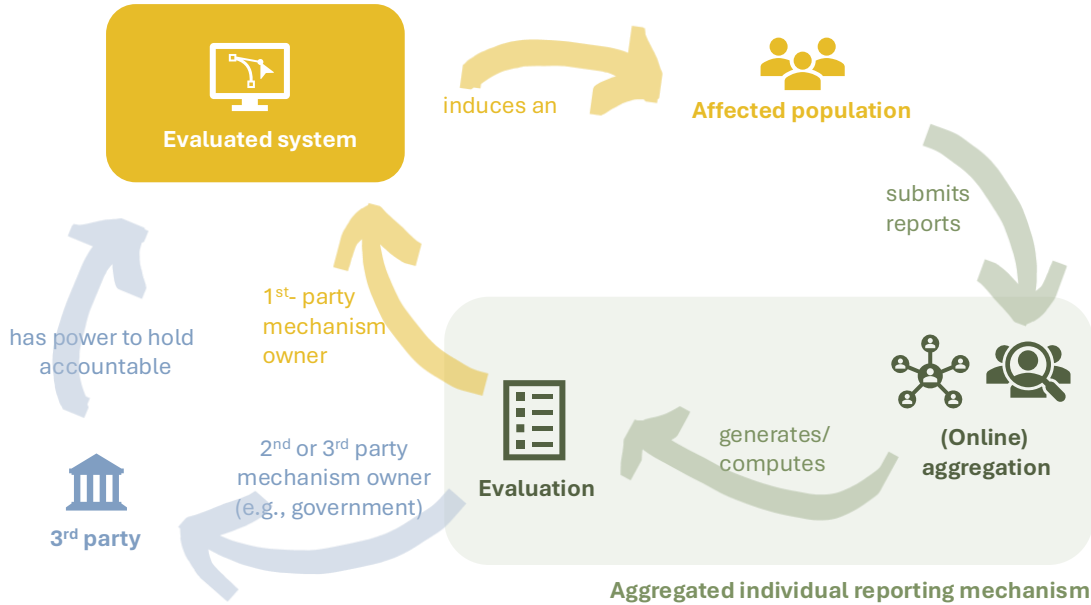 Evaluated system
induces an
Affected population
submits
reports
1st- party
mechanism
owner
has power to hold
accountable
2nd or 3rd party
mechanism owner
(e.g., government)
3rd party
Evaluation
generates/
computes
(Online)
aggregation
Aggregated individual reporting mechanism